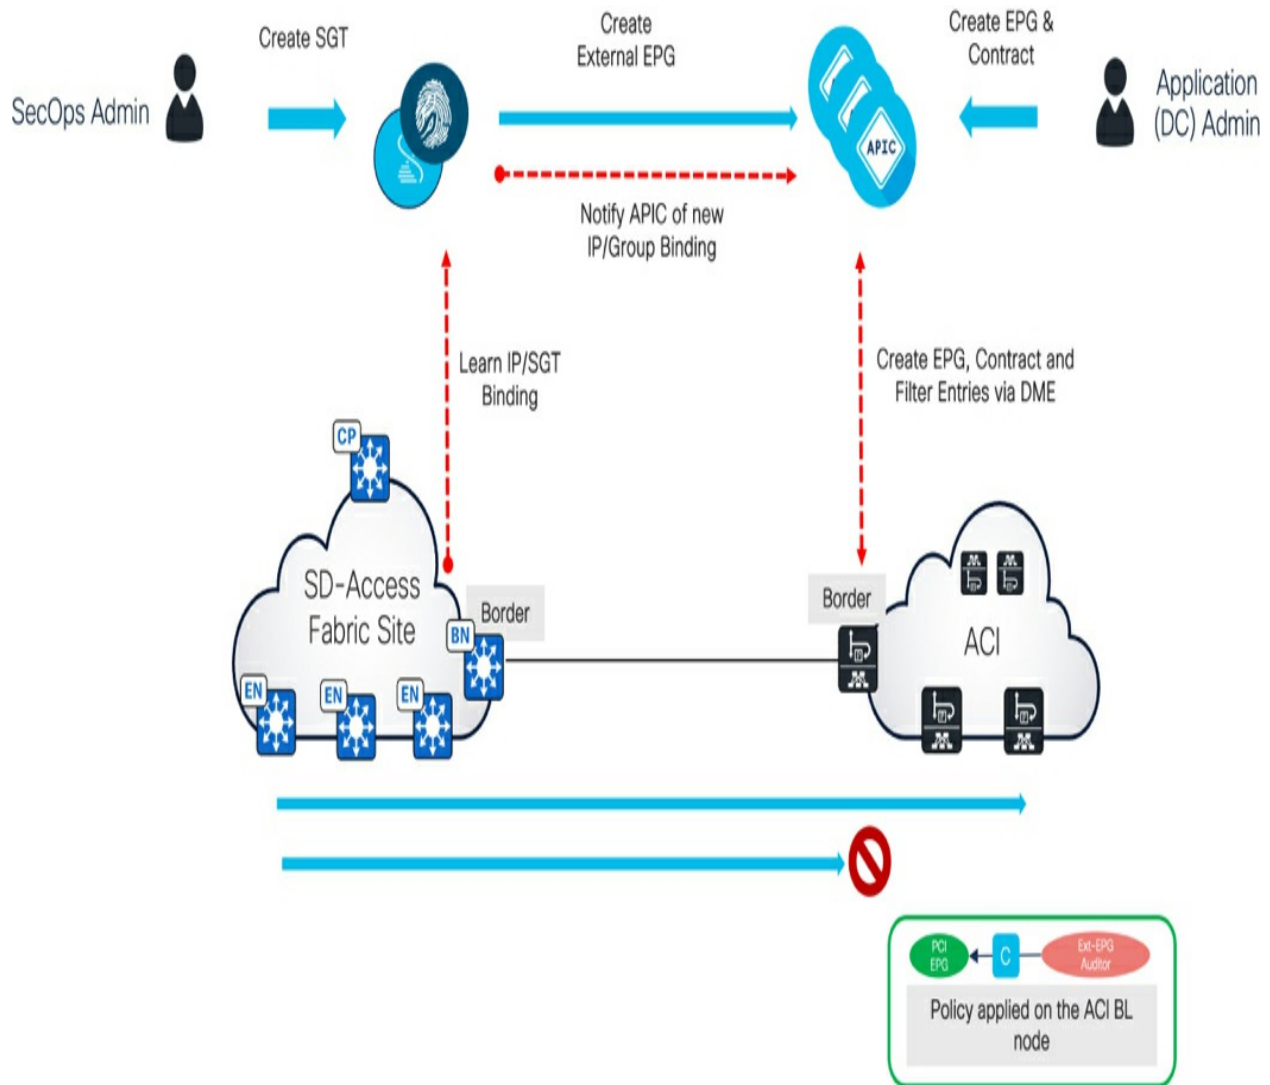 Create SGT
Create
External EPG
Create EPG &
Contract
SecOps Admin
Application
(DC) Admin
APIC
Notify APIC of new
IP/Group Binding
Learn IP/SGT
Binding
Create EPG, Contract and
Filter Entries via DME
CP
SD-Access
Fabric Site
Border
BN
EN
EN
EN
Border
ACI
PCI
EPG
C
Ext-EPG
Auditor
Policy applied on the ACI BL
node